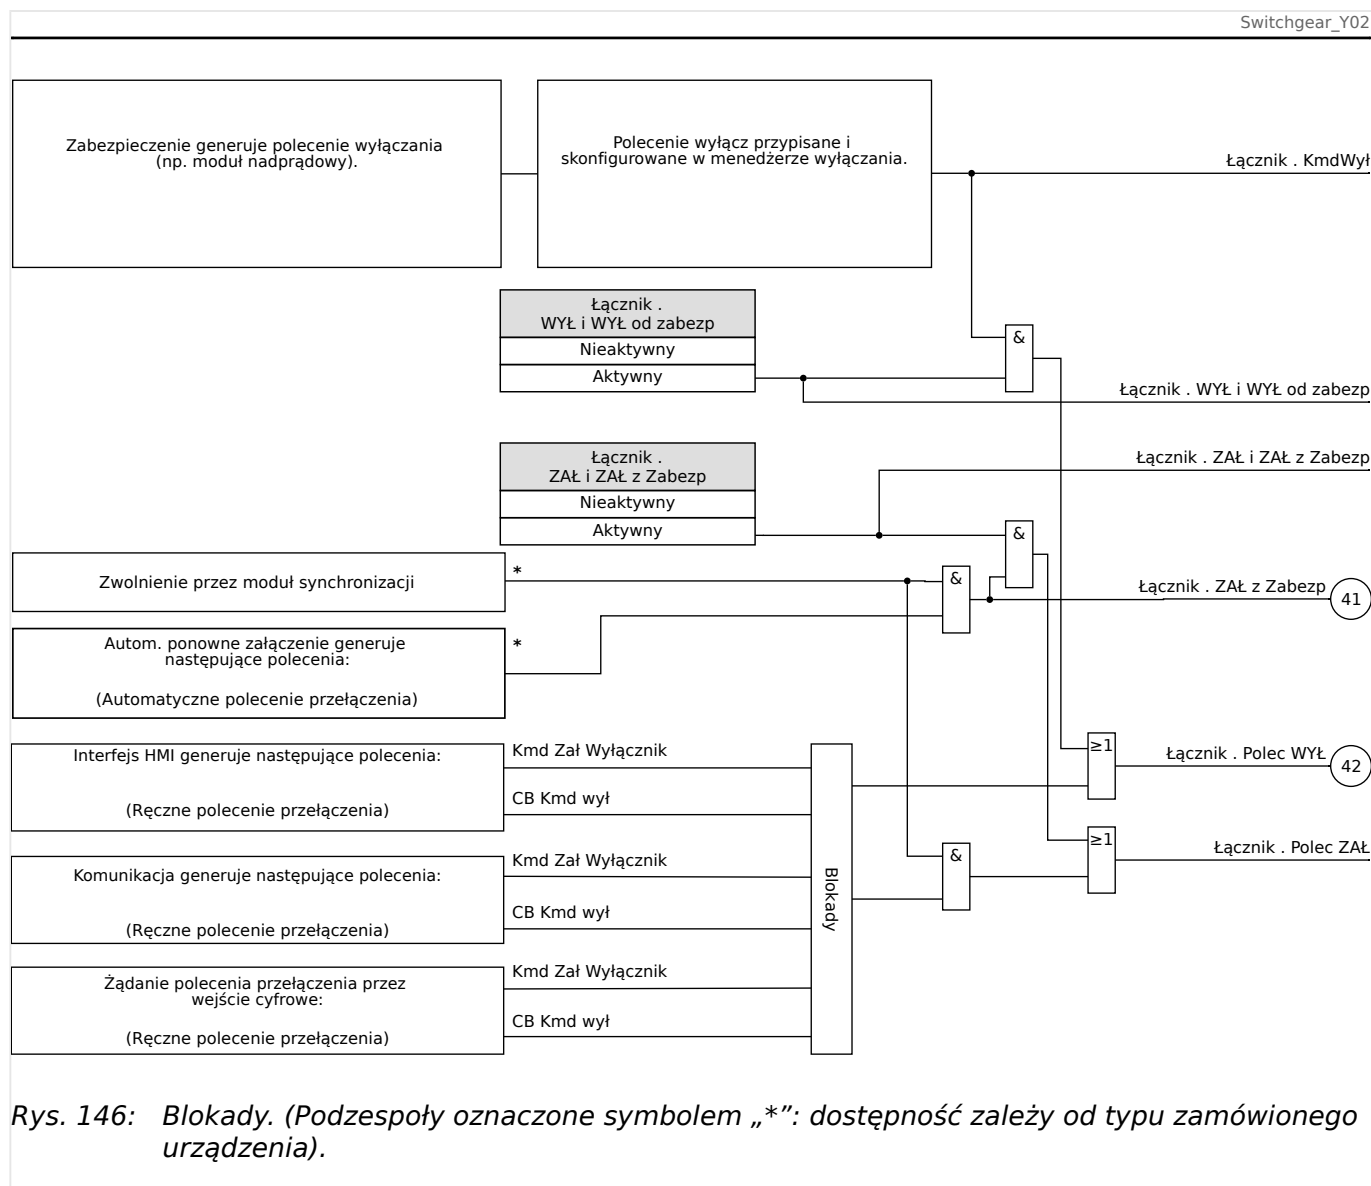 Switchgear_Y02
Zabezpieczenie generuje polecenie wyłączania
(np. moduł nadprądowy).
Polecenie wyłącz przypisane i
skonfigurowane w menedżerze wyłączania.
Łącznik . KmdWył
Łącznik .
WYŁ i WYŁ od zabezp
Nieaktywny
Aktywny
&
Łącznik . WYŁ i WYŁ od zabezp
Łącznik .
ZAŁ i ZAŁ z Zabezp
Nieaktywny
Aktywny
Łącznik . ZAŁ i ZAŁ z Zabezp
&
Zwolnienie przez moduł synchronizacji
*
&
Łącznik . ZAŁ z Zabezp
41
Autom. ponowne załączenie generuje
następujące polecenia:
(Automatyczne polecenie przełączenia)
*
Interfejs HMI generuje następujące polecenia:
(Ręczne polecenie przełączenia)
Kmd Zał Wyłącznik
CB Kmd wył
≥1
Łącznik . Polec WYŁ
42
Komunikacja generuje następujące polecenia:
(Ręczne polecenie przełączenia)
Kmd Zał Wyłącznik
CB Kmd wył
Blokady
&
≥1
Łącznik . Polec ZAŁ
Żądanie polecenia przełączenia przez
wejście cyfrowe:
(Ręczne polecenie przełączenia)
Kmd Zał Wyłącznik
CB Kmd wył
Rys. 146: Blokady. (Podzespoły oznaczone symbolem „*”: dostępność zależy od typu zamówionego
urządzenia).